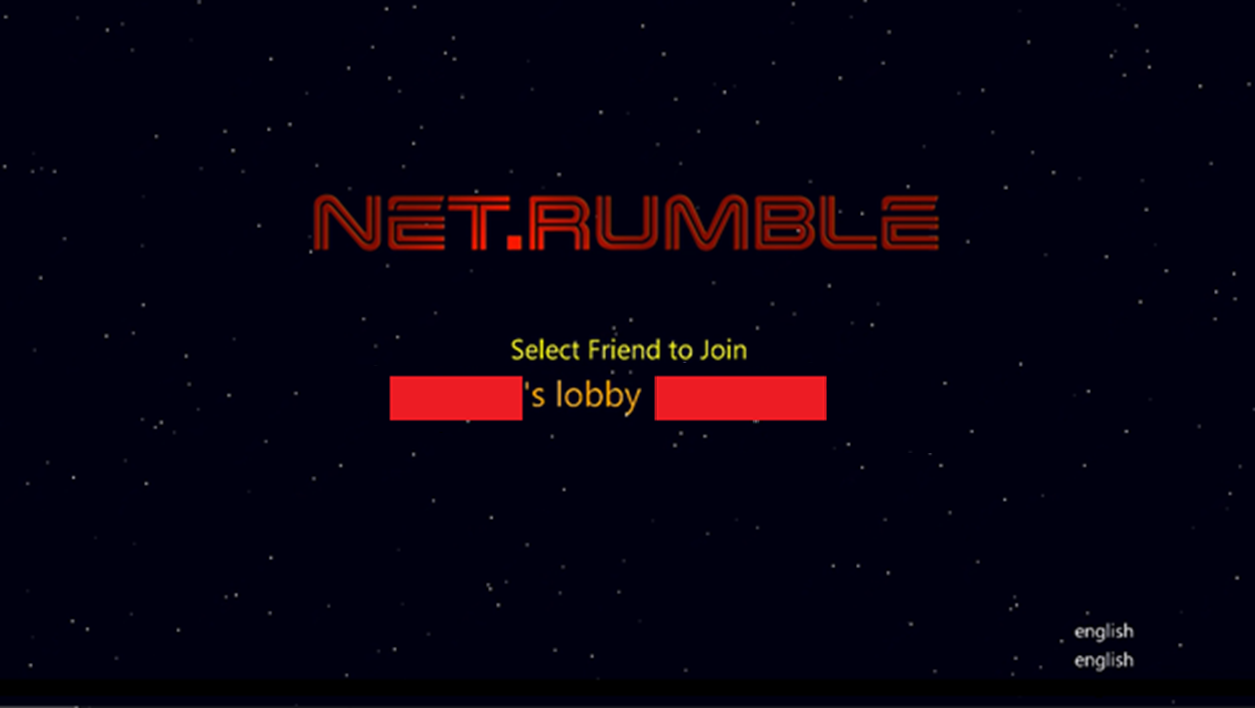 NET.RUMBLE
Select Friend to Join
's lobby
english
english